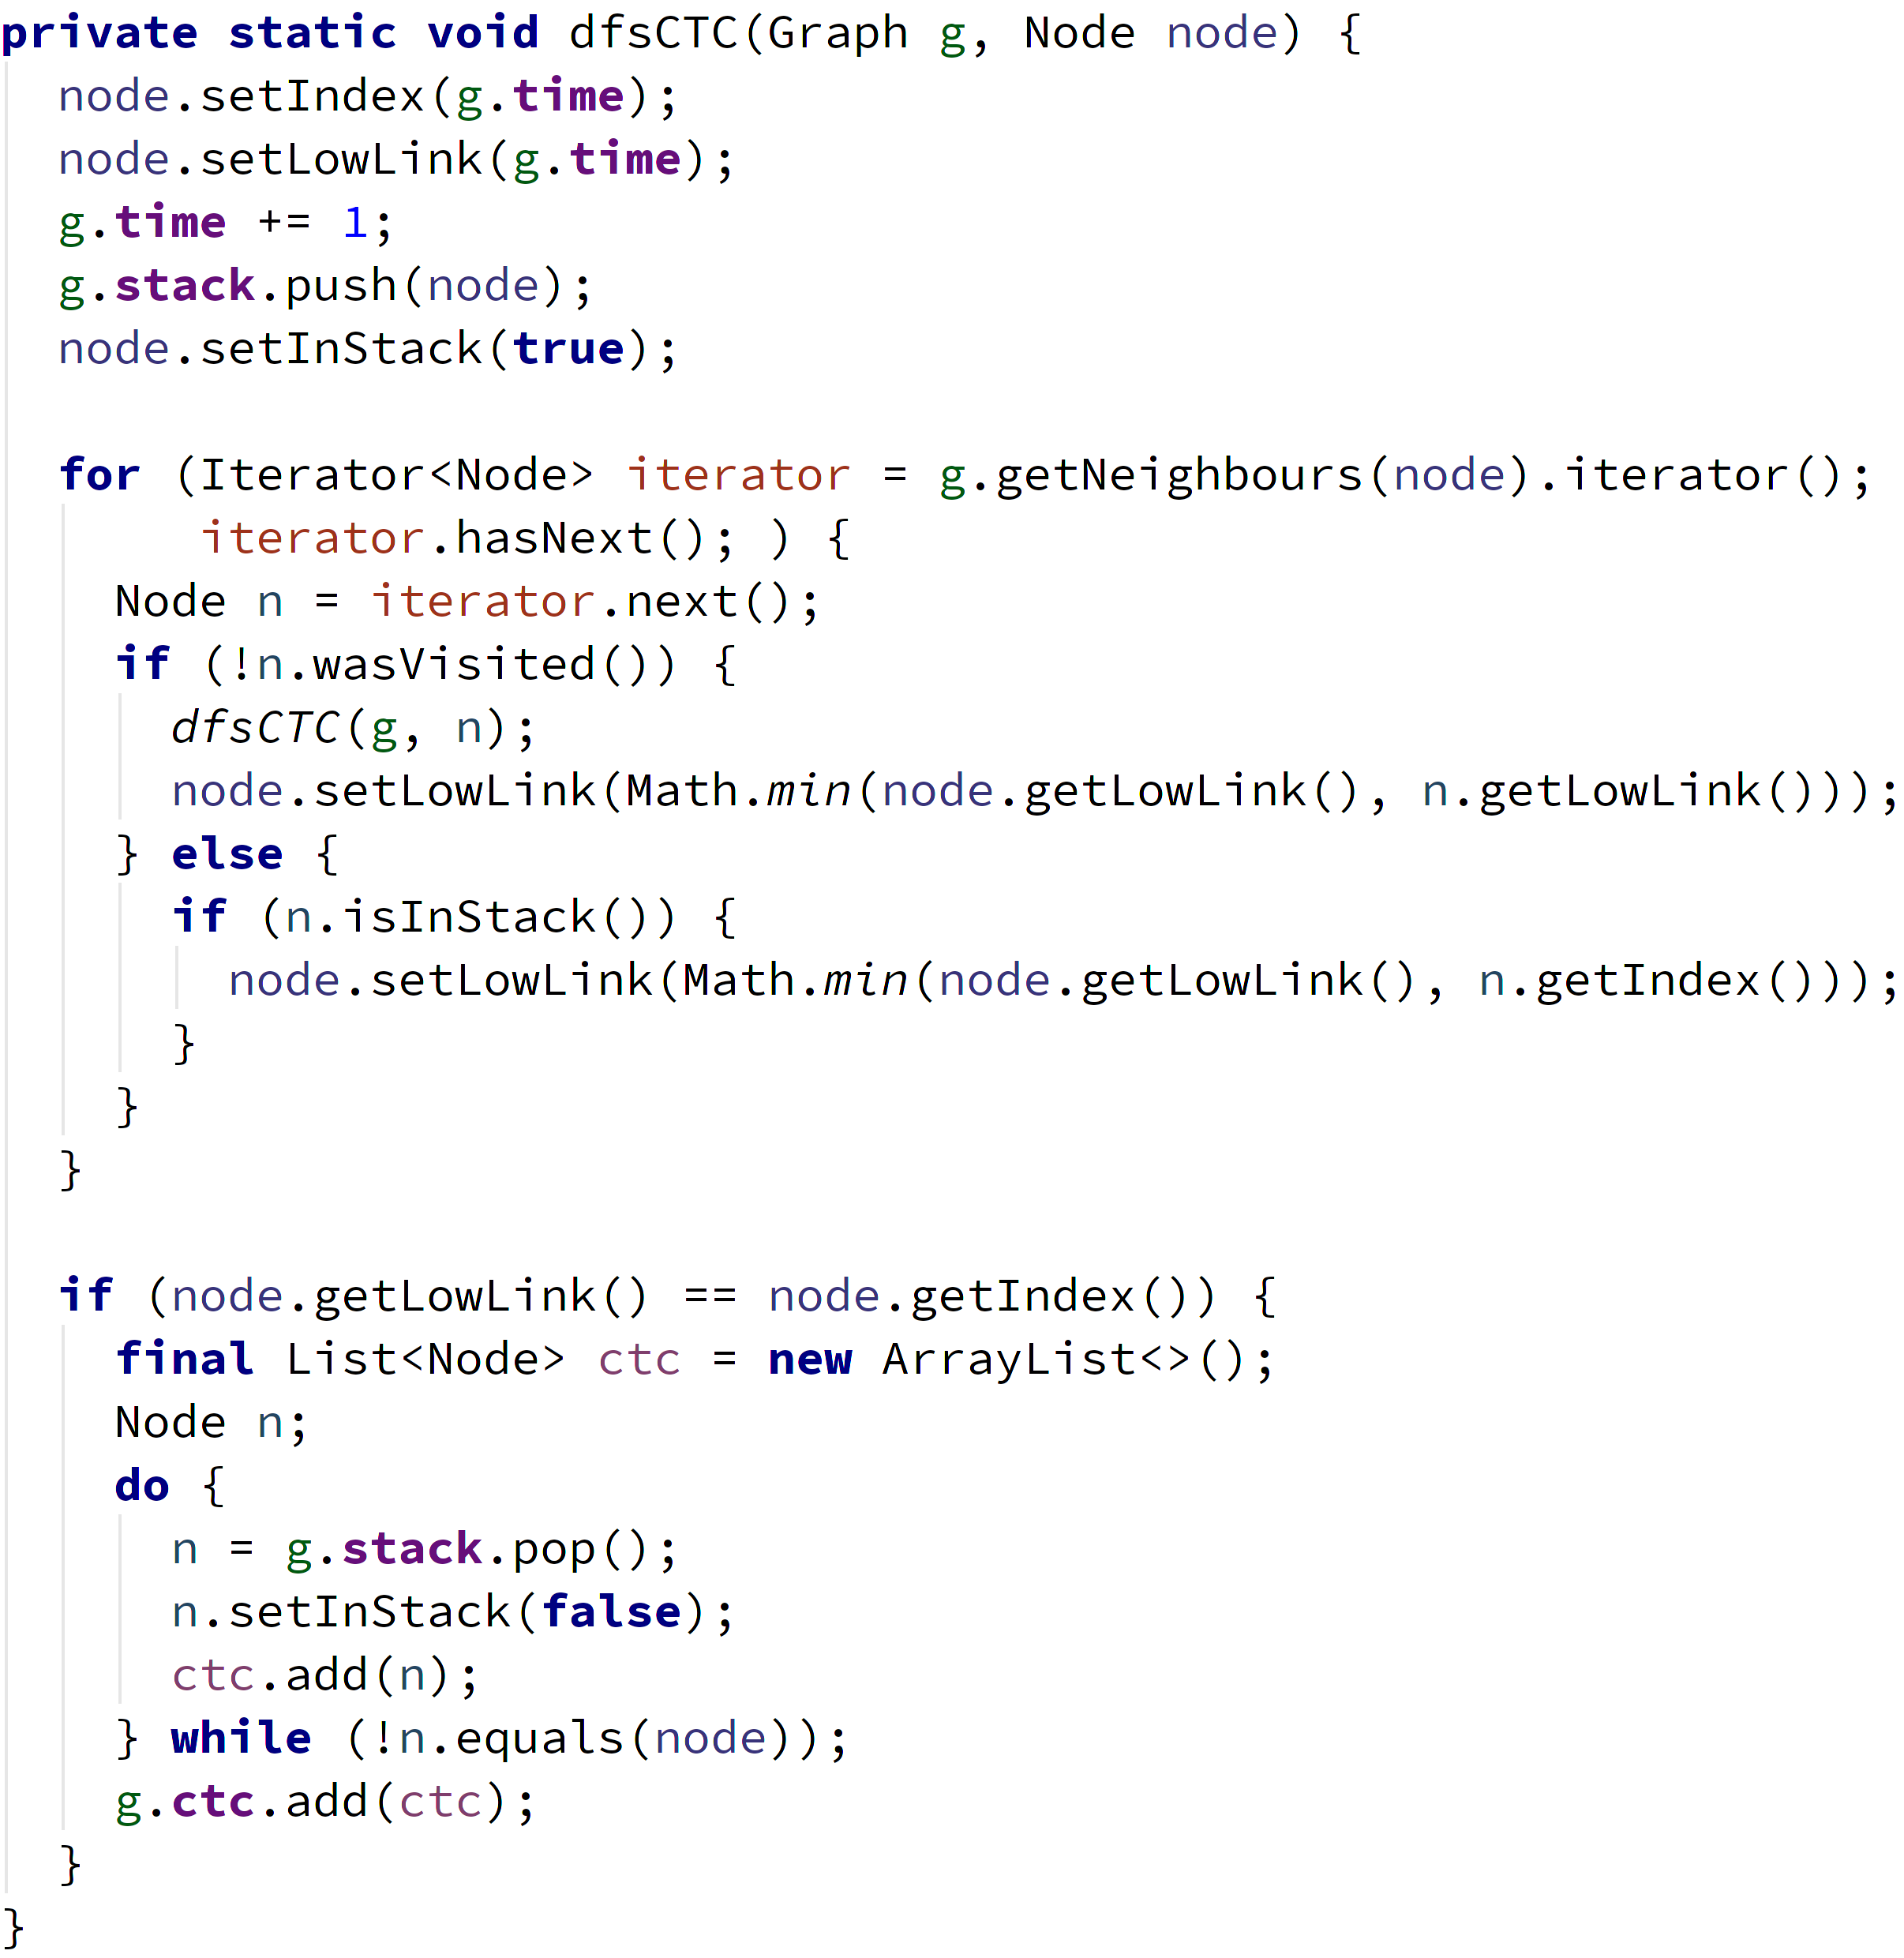 private static void dfsCTC(Graph g, Node node) {
  node.setIndex(g.time);
  node.setLowLink(g.time);
  g.time += 1;
  g.stack.push(node);
  node.setInStack(true);

  for (Iterator<Node> iterator = g.getNeighbours(node).iterator();
       iterator.hasNext(); ) {
    Node n = iterator.next();
    if (!n.wasVisited()) {
      dfsCTC(g, n);
      node.setLowLink(Math.min(node.getLowLink(), n.getLowLink()));
    } else {
      if (n.isInStack()) {
        node.setLowLink(Math.min(node.getLowLink(), n.getIndex()));
      }
    }
  }

  if (node.getLowLink() == node.getIndex()) {
    final List<Node> ctc = new ArrayList<>();
    Node n;
    do {
      n = g.stack.pop();
      n.setInStack(false);
      ctc.add(n);
    } while (!n.equals(node));
    g.ctc.add(ctc);
  }
}